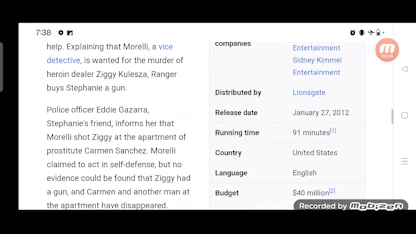 7:38
help. Explaining that Morelli, a vice
detective, is wanted for the murder of
heroin dealer Ziggy Kulesza, Ranger
buys Stephanie a gun.
Police officer Eddie Gazarra,
Stephanie's friend, informs her that
Morelli shot Ziggy at the apartment of
prostitute Carmen Sanchez. Morelli
claimed to act in self-defense, but no
evidence could be found that Ziggy had
a gun, and Carmen and another man at
the apartment have disappeared.
companies
Entertainment
Sidney Kimmel
Entertainment
Distributed by Lionsgate
Release date January 27, 2012
Running time 91 minutes[1]
Country United States
Language English
Budget $40 million[2]
Recorded by Mobizen